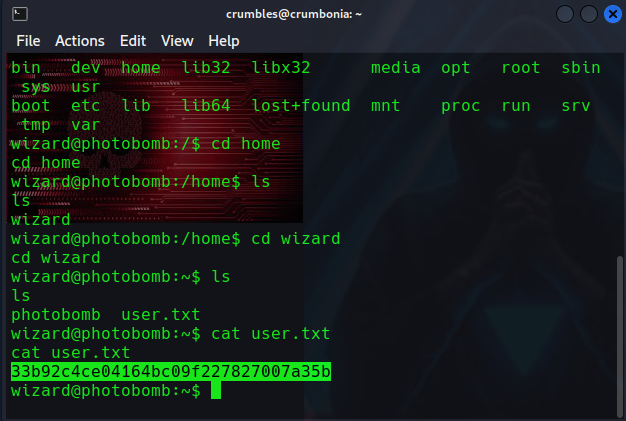 crumbles@crumbonia: ~
File Actions Edit View Help
bin dev home lib32 libx32 media opt root sbin
sys usr
boot etc lib lib64 lost+found mnt proc run srv
tmp var
wizard@photobomb:/$ cd home
cd home
wizard@photobomb:/home$ ls
ls
wizard
wizard@photobomb:/home$ cd wizard
cd wizard
wizard@photobomb:~$ ls
ls
photobomb user.txt
wizard@photobomb:~$ cat user.txt
cat user.txt
33b92c4ce04164bc09f227827007a35b
wizard@photobomb:~$